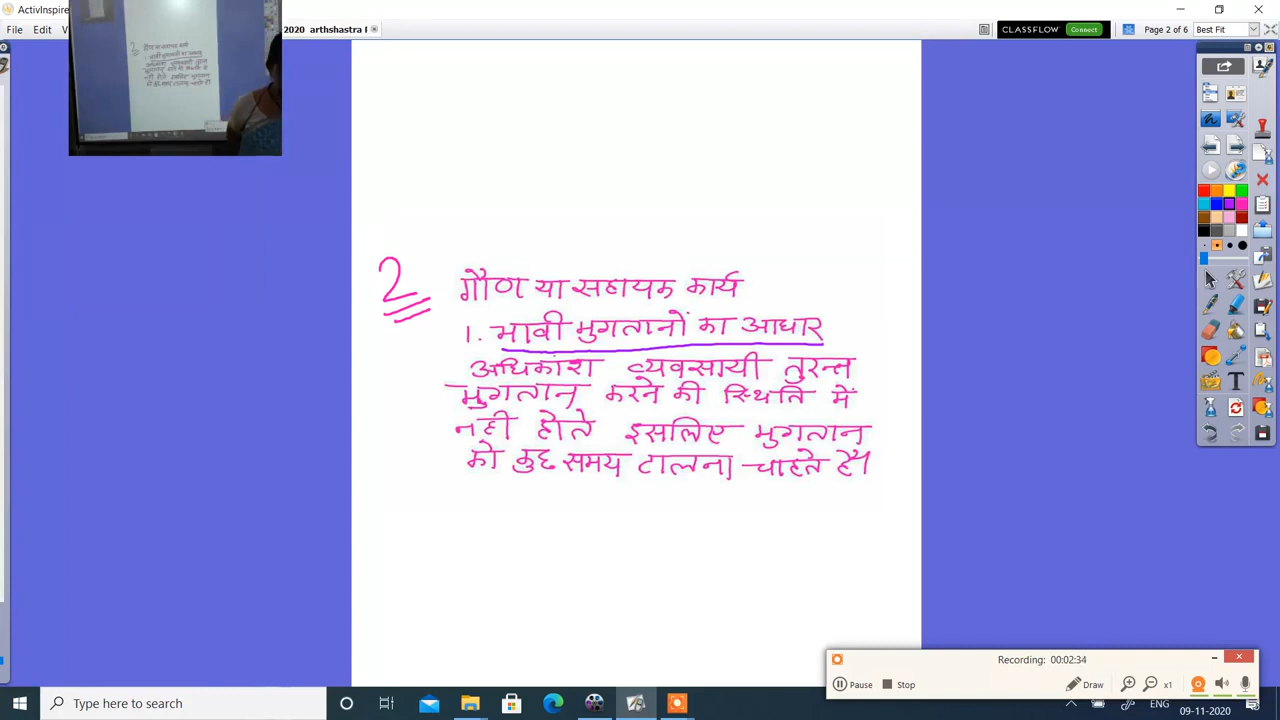 ActivInspire
File
Edit
2020 arthshastra
CLASSFLOW
Connect
Page 2 of 6
Best Fit
2
गौण या सहायक कार्य
1. भावी भुगतानों का आधार
अधिकाश व्यवसायी तुरन्त
भुगतान करने की स्थिति में
नही होते इसलिए भुगतान
को कुछ समय टालना चाहते है।
Recording: 00:02:34
Pause
Stop
Draw
x1
Type here to search
ENG
09-11-2020